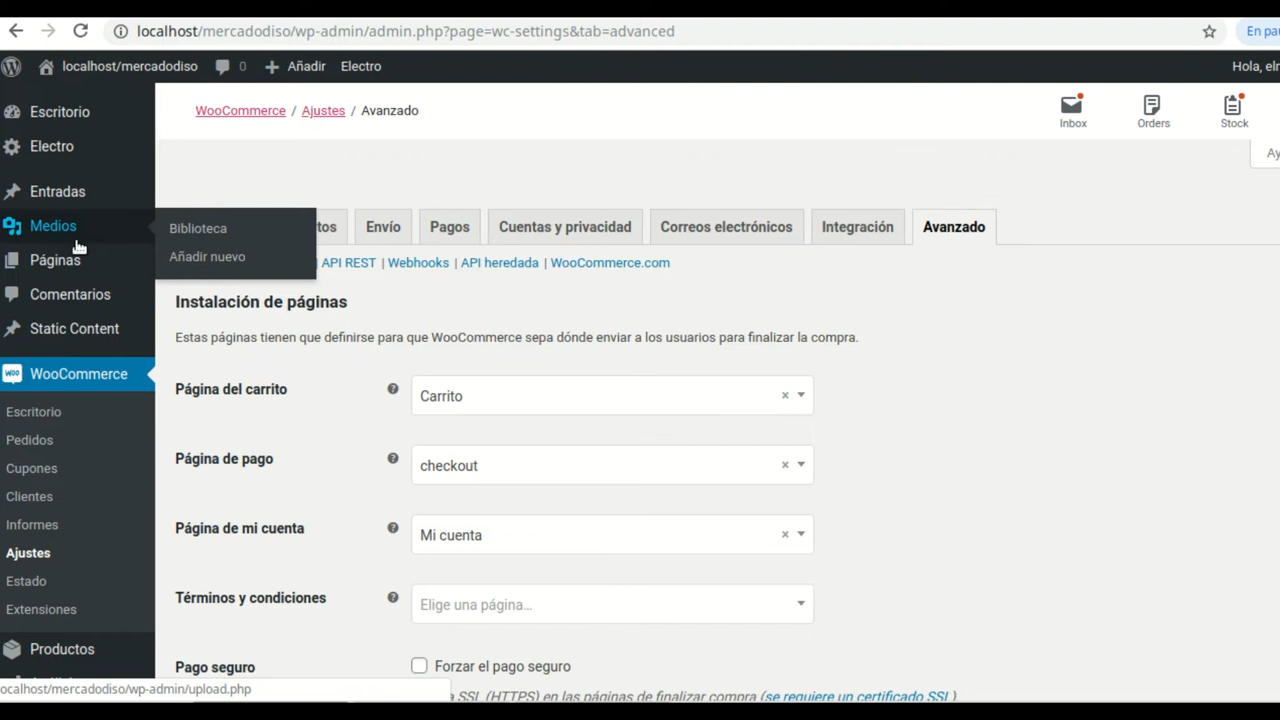 localhost/mercadodiso/wp-admin/admin.php?page=wc-settings&tab=advanced
En pau
localhost/mercadodiso 0 Añadir Electro
Hola, elr
Escritorio
Electro
Entradas
Medios
Páginas
Comentarios
Static Content
WooCommerce
Escritorio
Pedidos
Cupones
Clientes
Informes
Ajustes
Estado
Extensiones
Productos
Biblioteca
Añadir nuevo
WooCommerce / Ajustes / Avanzado
Inbox Orders Stock
Ay
tos Envío Pagos Cuentas y privacidad Correos electrónicos Integración Avanzado
| API REST | Webhooks | API heredada | WooCommerce.com
Instalación de páginas
Estas páginas tienen que definirse para que WooCommerce sepa dónde enviar a los usuarios para finalizar la compra.
Página del carrito Carrito
Página de pago checkout
Página de mi cuenta Mi cuenta
Términos y condiciones Elige una página...
Pago seguro Forzar el pago seguro
a SSL (HTTPS) en las páginas de finalizar compra (se requiere un certificado SSL).
ocalhost/mercadodiso/wp-admin/upload.php